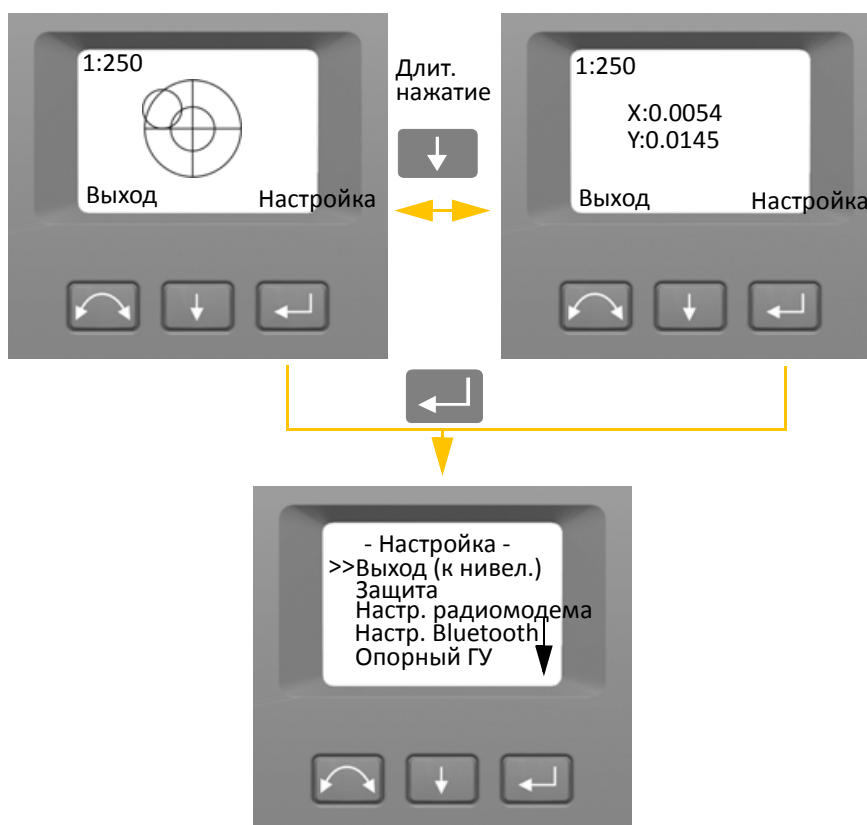 1:250
Выход
Настройка
Длит.
нажатие
1:250
X:0.0054
Y:0.0145
Выход
Настройка
- Настройка -
>>Выход (к нивел.)
Защита
Настр. радиомодема
Настр. Bluetooth
Опорный ГУ